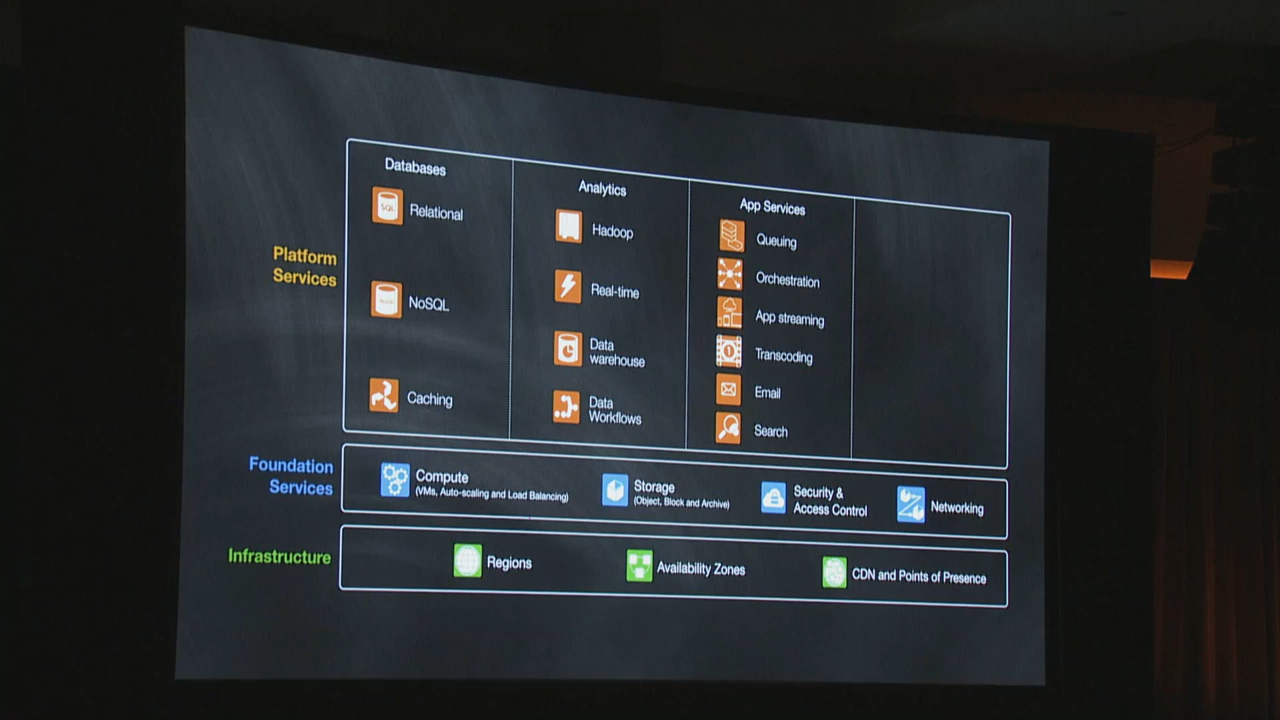 Platform
Services
Databases
SQL
Relational
NoSQL
Caching
Analytics
Hadoop
Real-time
Data
warehouse
Data
Workflows
App Services
Queuing
Orchestration
App streaming
Transcoding
Email
Search
Foundation
Services
Compute
(VMs, Auto-scaling and Load Balancing)
Storage
(Object, Block and Archive)
Security &
Access Control
Networking
Infrastructure
Regions
Availability Zones
CDN and Points of Presence